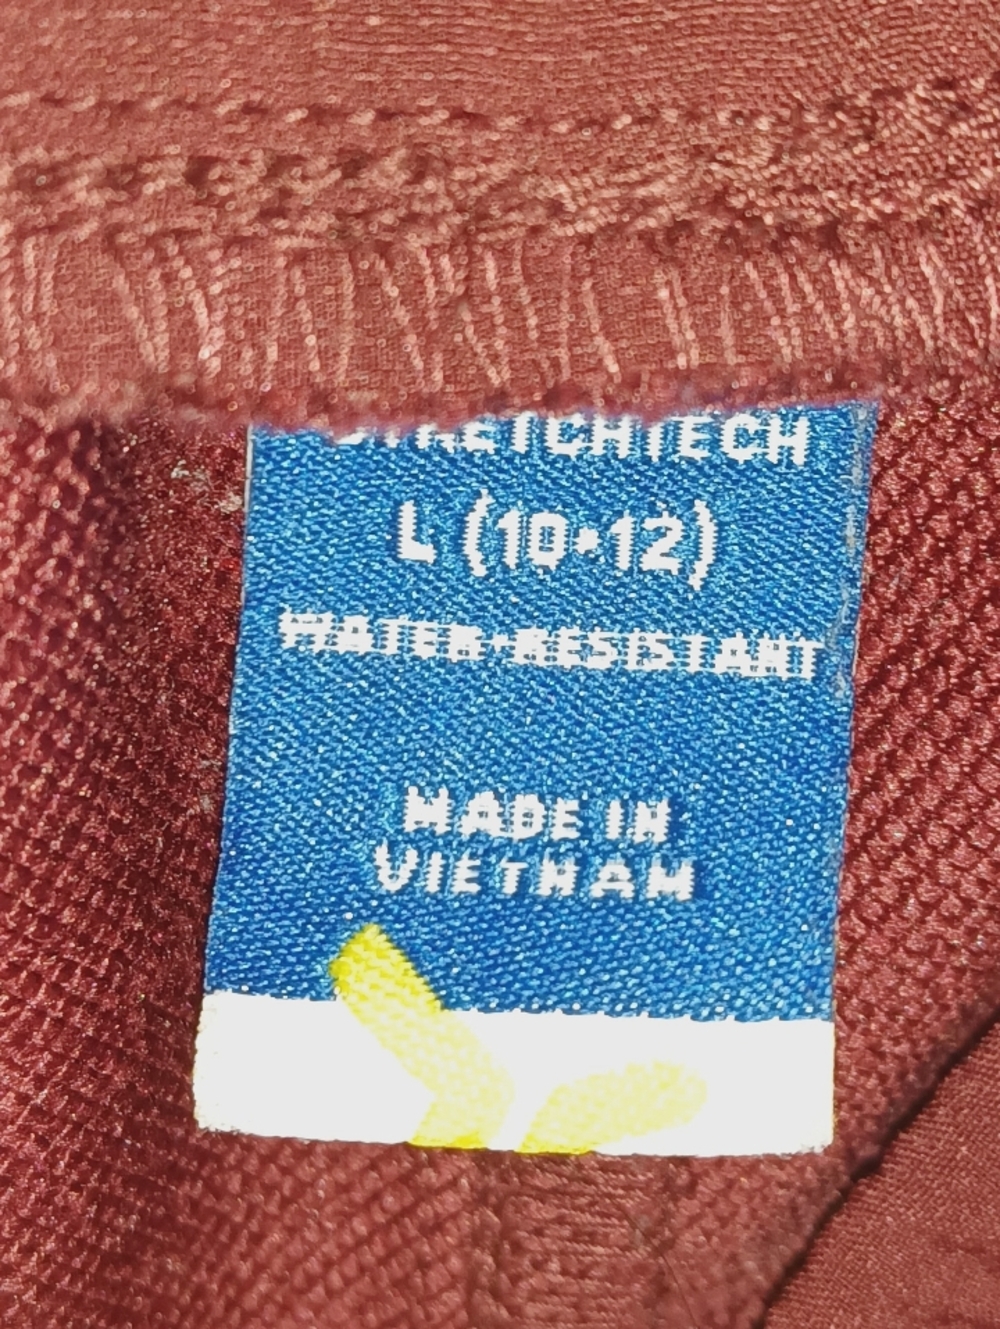 STRETCHTECH
L (10•12)
WATER-RESISTANT
MADE IN
VIETNAM